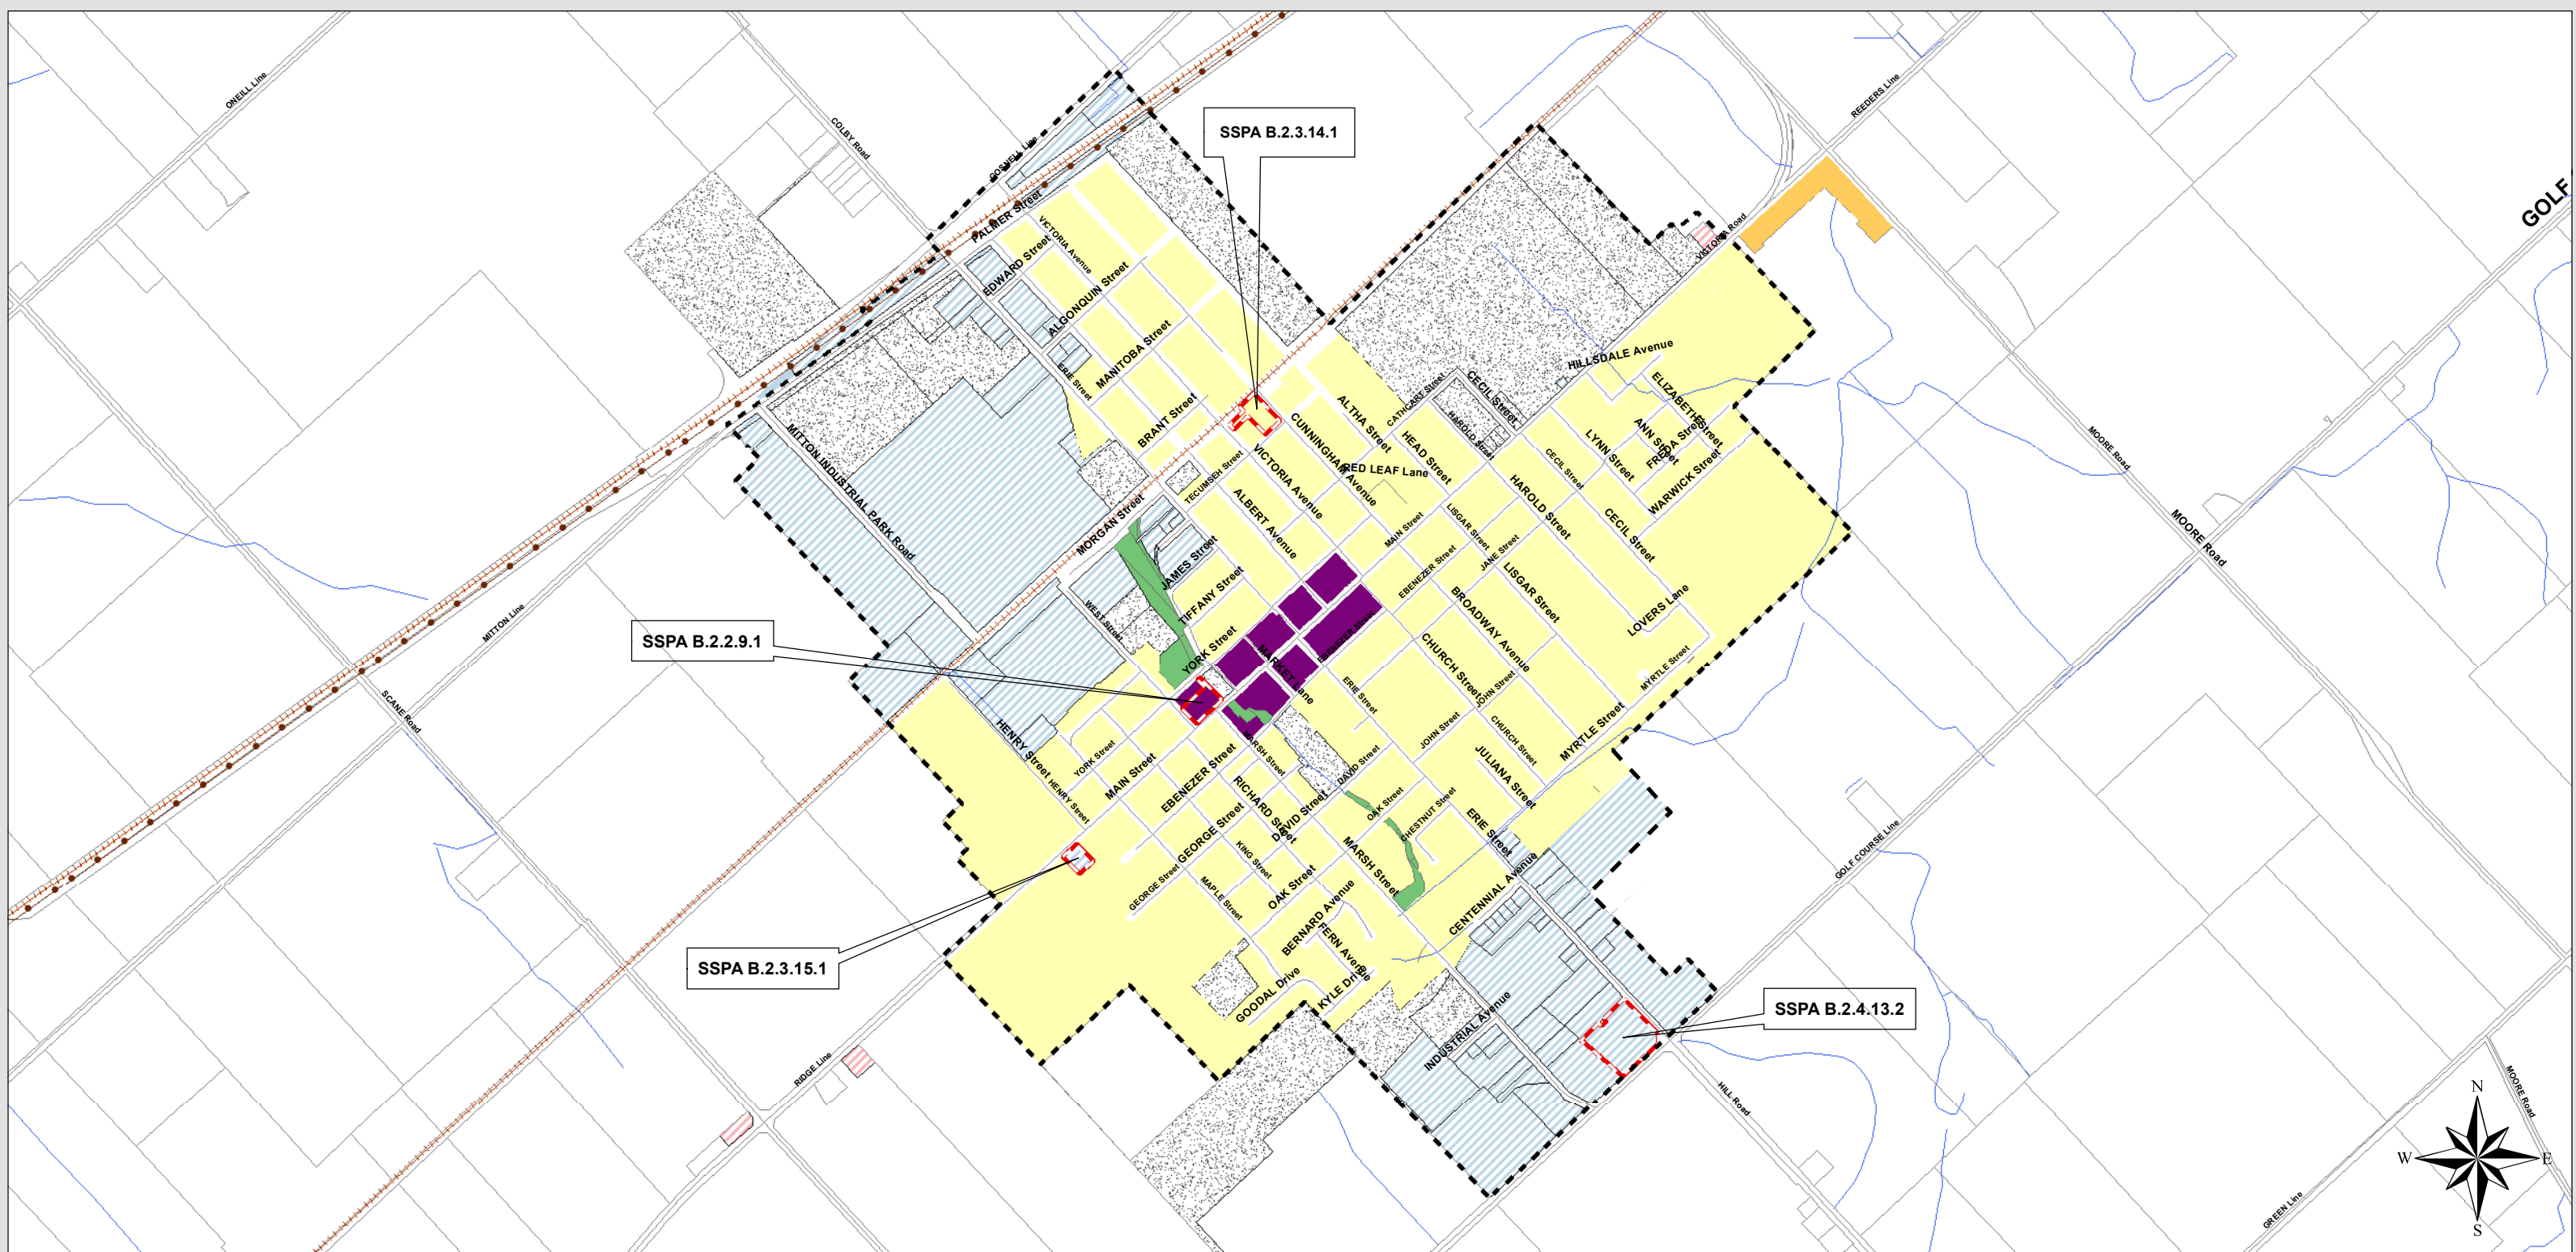 ONEILL Line
COLBY Road
GOSNELL Line
SSPA B.2.3.14.1
REEDERS Line
GOLF
PALMER Street
VICTORIA Avenue
VICTORIA Road
EDWARD Street
ALGONQUIN Street
MANITOBA Street
ERIE Street
BRANT Street
HILLSDALE Avenue
ELIZABETH Street
CATHCART Street
CECIL Street
HAROLD Street
ALTHA Street
HEAD Street
CUNNINGHAM Avenue
RED LEAF Lane
ANN Street
FREDA Street
LYNN Street
WARWICK Street
CECIL Street
MOORE Road
MITTON INDUSTRIAL PARK Road
MORGAN Street
TECUMSEH Street
VICTORIA Avenue
ALBERT Avenue
MAIN Street
LISGAR Street
HAROLD Street
CECIL Street
JANE Street
EBENEZER Street
MOORE Road
JAMES Street
TIFFANY Street
WEST Street
YORK Street
LISGAR Street
BROADWAY Avenue
LOVERS Lane
MITTON Line
SSPA B.2.2.9.1
MARKET Lane
EBENEZER Street
CHURCH Street
ERIE Street
JOHN Street
MYRTLE Street
SCANE Road
HENRY Street
YORK Street
MAIN Street
HENRY Street
EBENEZER Street
MARSH Street
JOHN Street
CHURCH Street
MYRTLE Street
JULIANA Street
DAVID Street
RICHARD Street
DAVID Street
GEORGE Street
OAK Street
CHESTNUT Street
ERIE Street
KING Street
MARSH Street
GEORGE Street
MAPLE Street
OAK Street
BERNARD Avenue
FERN Avenue
CENTENNIAL Avenue
GOLF COURSE Line
SSPA B.2.3.15.1
GOODAL Drive
KYLE Drive
SSPA B.2.4.13.2
INDUSTRIAL Avenue
RIDGE Line
HILL Road
MOORE Road
GREEN Line
N
W
E
S